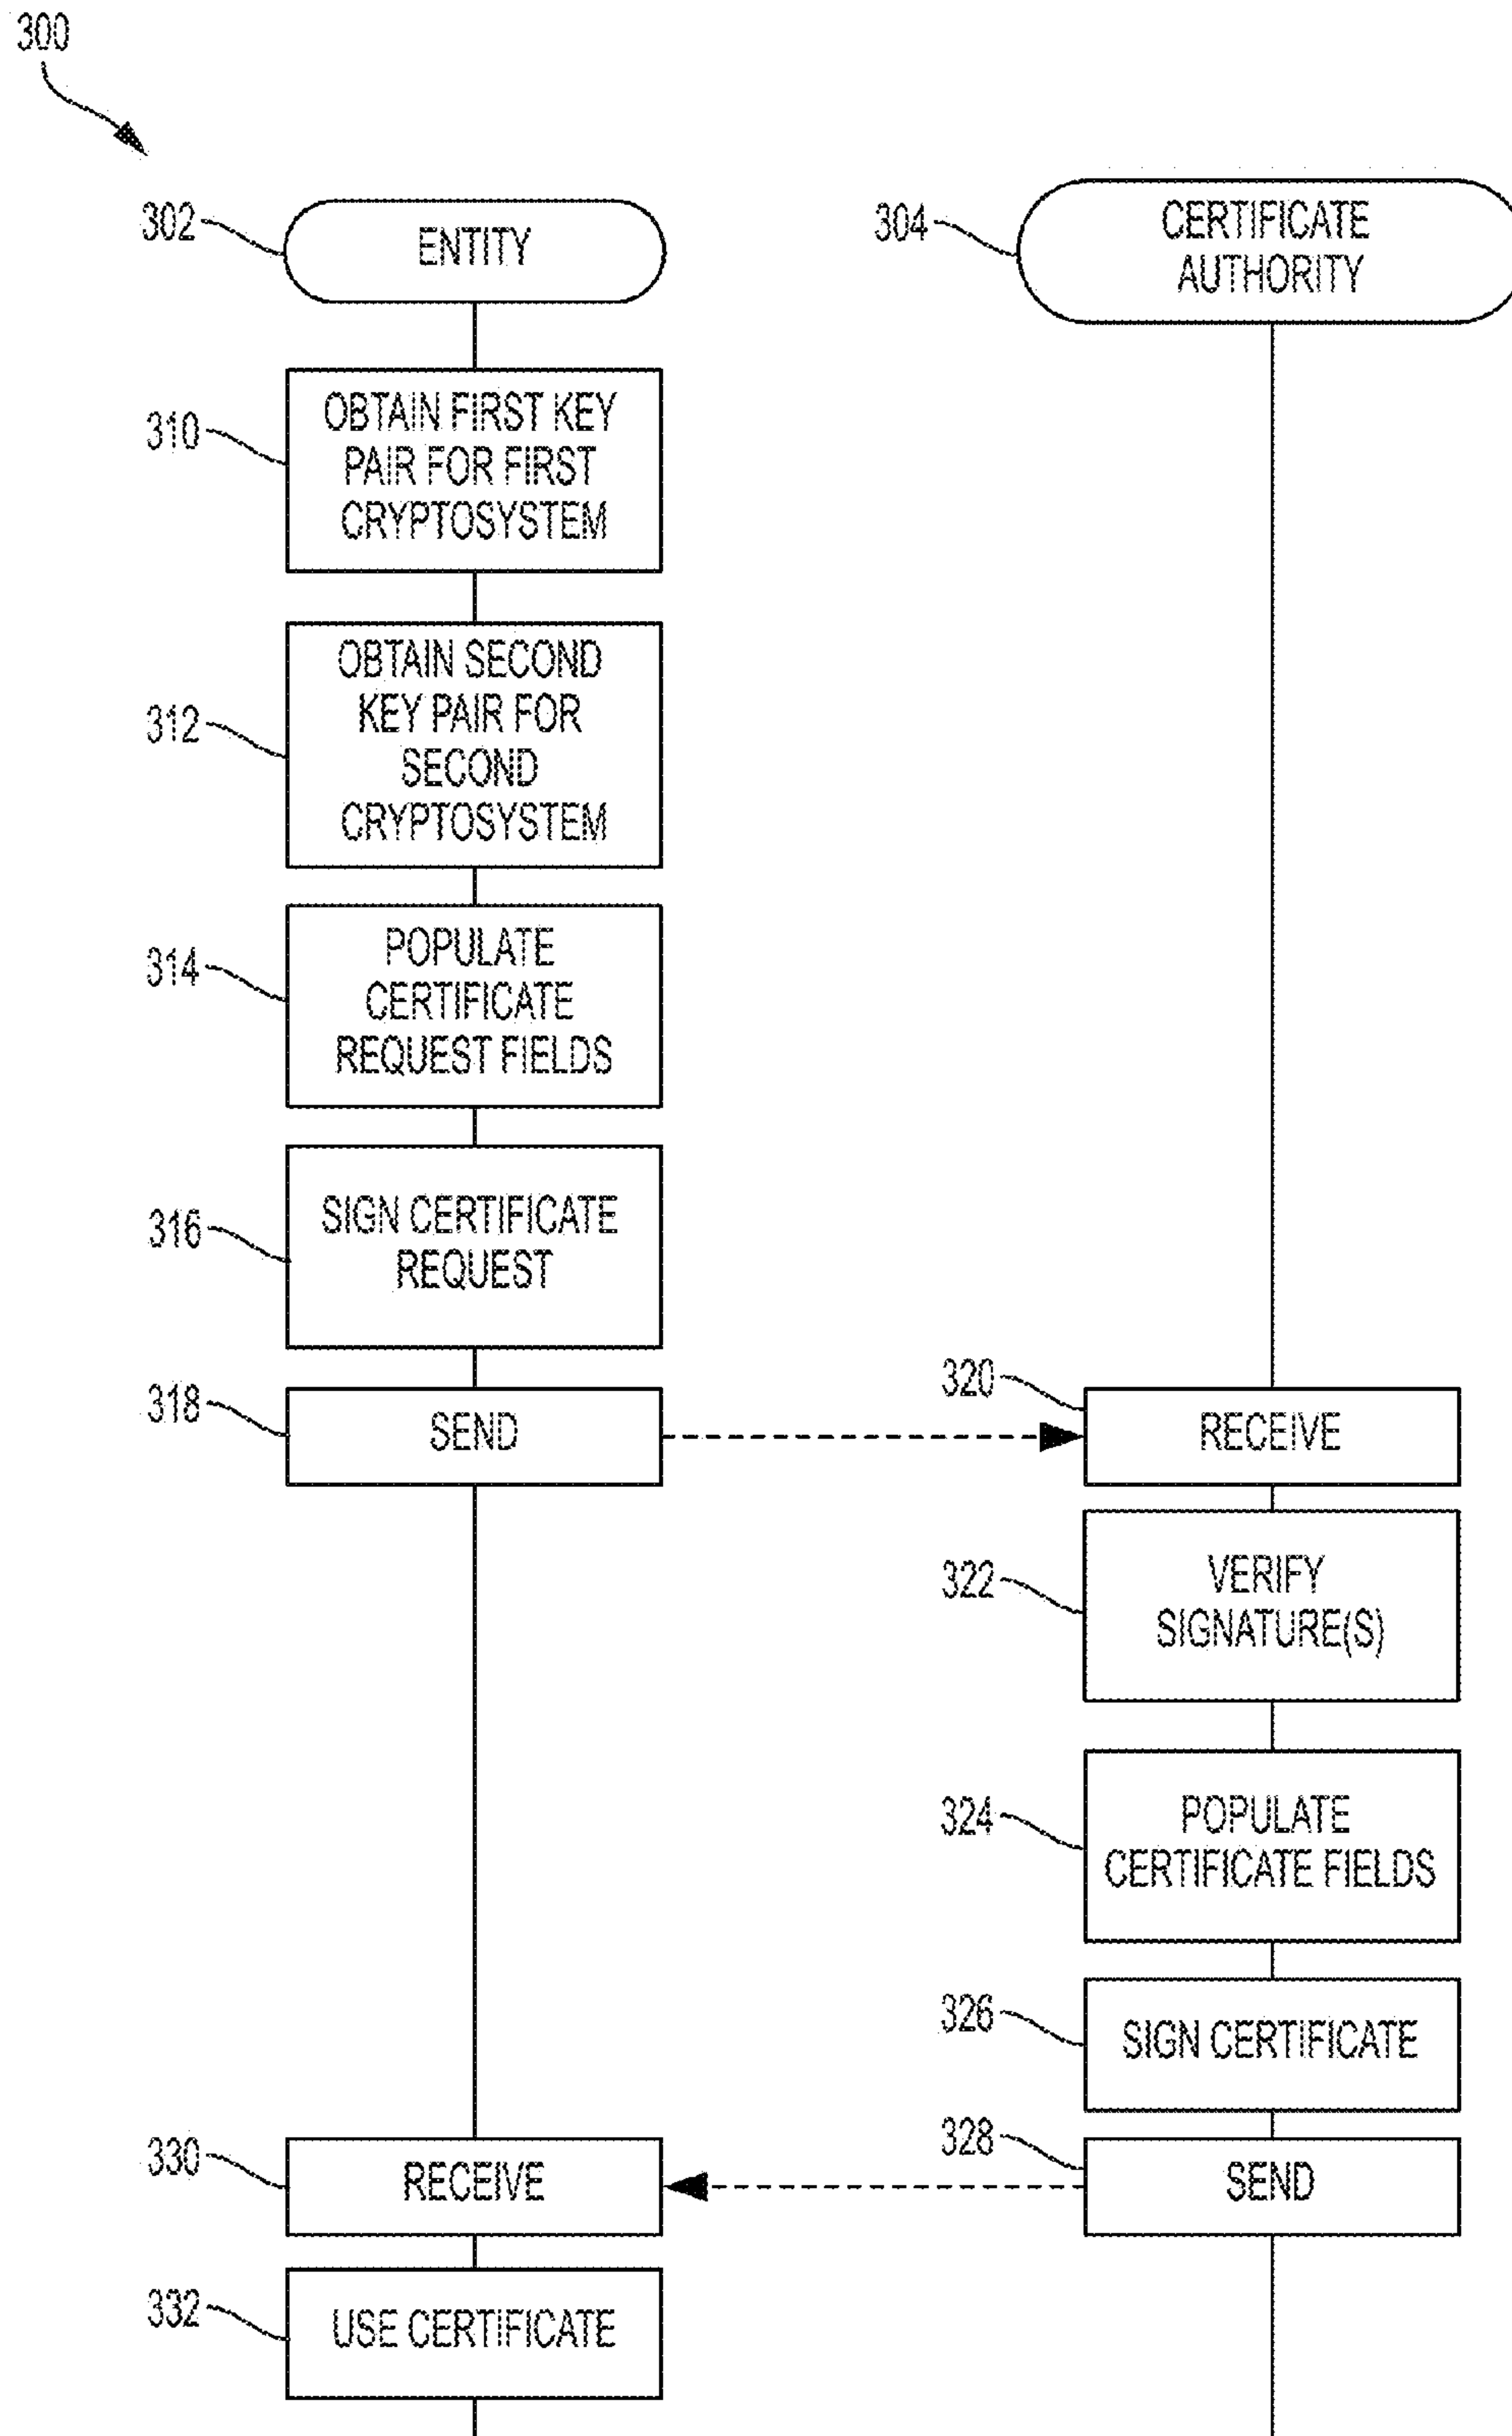 300
302
ENTITY
304
CERTIFICATE
AUTHORITY
310
OBTAIN FIRST KEY
PAIR FOR FIRST
CRYPTOSYSTEM
312
OBTAIN SECOND
KEY PAIR FOR
SECOND
CRYPTOSYSTEM
314
POPULATE
CERTIFICATE
REQUEST FIELDS
316
SIGN CERTIFICATE
REQUEST
318
SEND
320
RECEIVE
322
VERIFY
SIGNATURE(S)
324
POPULATE
CERTIFICATE FIELDS
326
SIGN CERTIFICATE
328
SEND
330
RECEIVE
332
USE CERTIFICATE